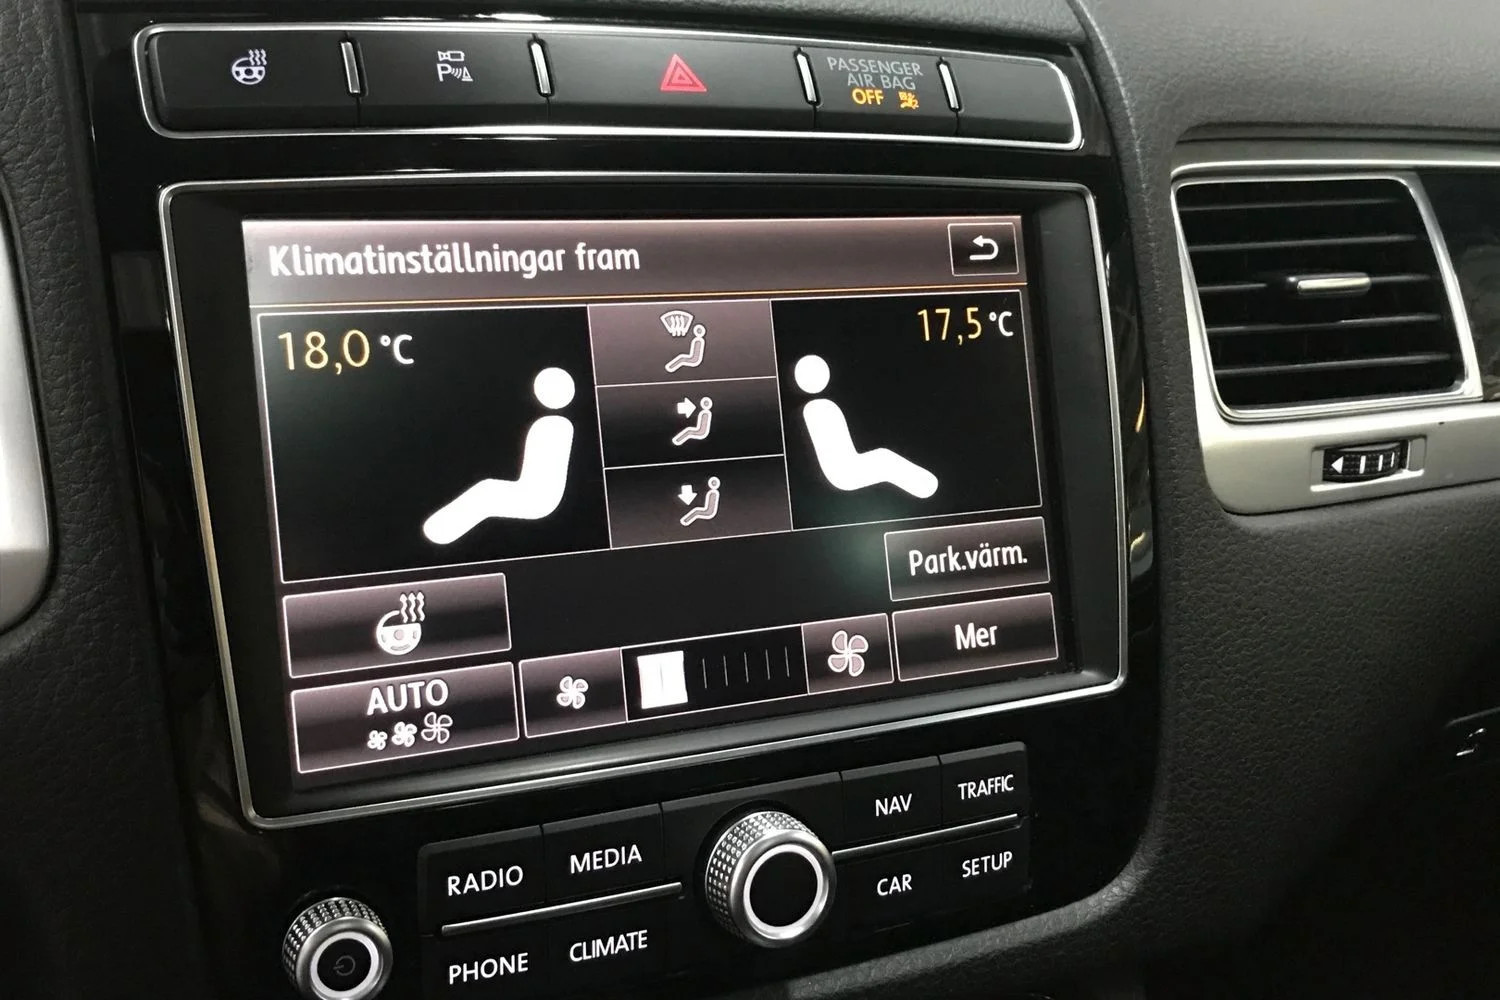 PASSENGER
AIR BAG
OFF
P
Klimatinställningar fram
18,0 °C
17,5 °C
Park.värm.
Mer
AUTO
RADIO
MEDIA
NAV
TRAFFIC
PHONE
CLIMATE
CAR
SETUP